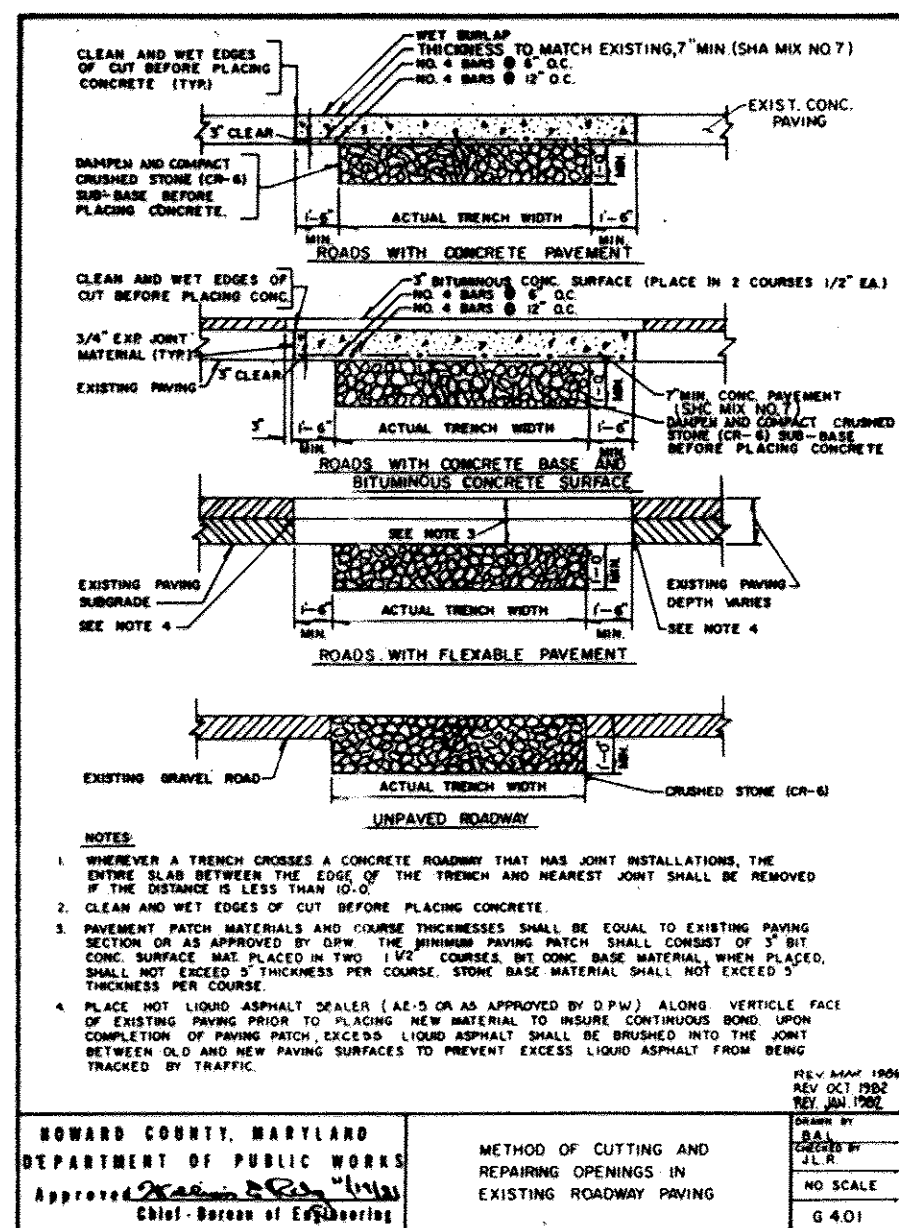 CLEAN AND WET EDGES
OF CUT BEFORE PLACING
CONCRETE (TYP.)
WET BURLAP
THICKNESS TO MATCH EXISTING, 7" MIN. (SHA MIX NO. 7)
NO. 4 BARS @ 6" O.C.
NO. 4 BARS @ 12" O.C.
EXIST. CONC.
PAVING
3" CLEAR
DAMPEN AND COMPACT
CRUSHED STONE (CR-6)
SUB-BASE BEFORE
PLACING CONCRETE.
1'-0
MIN.
1'-6"
MIN.
ACTUAL TRENCH WIDTH
1'-6"
MIN.
ROADS WITH CONCRETE PAVEMENT
CLEAN AND WET EDGES OF
CUT BEFORE PLACING CONC.
3" BITUMINOUS CONC. SURFACE (PLACE IN 2 COURSES 1/2" EA.)
NO. 4 BARS @ 6" O.C.
NO. 4 BARS @ 12" O.C.
3/4" EXP. JOINT
MATERIAL (TYP.)
EXISTING PAVING
3" CLEAR
1'-0
MIN.
7" MIN. CONC. PAVEMENT
(SHC MIX NO. 7)
DAMPEN AND COMPACT CRUSHED
STONE (CR-6) SUB-BASE
BEFORE PLACING CONCRETE
3"
1'-6"
MIN.
ACTUAL TRENCH WIDTH
1'-6"
MIN.
ROADS WITH CONCRETE BASE AND
BITUMINOUS CONCRETE SURFACE
SEE NOTE 3
EXISTING PAVING
SUBGRADE
SEE NOTE 4
1'-0
MIN.
EXISTING PAVING
DEPTH VARIES
SEE NOTE 4
1'-6"
MIN.
ACTUAL TRENCH WIDTH
1'-6"
MIN.
ROADS WITH FLEXABLE PAVEMENT
EXISTING GRAVEL ROAD
1'-0"
MIN.
ACTUAL TRENCH WIDTH
CRUSHED STONE (CR-6)
UNPAVED ROADWAY
NOTES:
1. WHEREVER A TRENCH CROSSES A CONCRETE ROADWAY THAT HAS JOINT INSTALLATIONS, THE
ENTIRE SLAB BETWEEN THE EDGE OF THE TRENCH AND NEAREST JOINT SHALL BE REMOVED
IF THE DISTANCE IS LESS THAN 10'-0."
2. CLEAN AND WET EDGES OF CUT BEFORE PLACING CONCRETE.
3. PAVEMENT PATCH MATERIALS AND COURSE THICKNESSES SHALL BE EQUAL TO EXISTING PAVING
SECTION OR AS APPROVED BY D.P.W. THE MINIMUM PAVING PATCH SHALL CONSIST OF 3" BIT.
CONC. SURFACE MAT. PLACED IN TWO 1 1/2" COURSES, BIT. CONC. BASE MATERIAL, WHEN PLACED,
SHALL NOT EXCEED 5" THICKNESS PER COURSE. STONE BASE MATERIAL SHALL NOT EXCEED 5"
THICKNESS PER COURSE.
4. PLACE HOT LIQUID ASPHALT SEALER (AE-5 OR AS APPROVED BY D.P.W.) ALONG VERTICLE FACE
OF EXISTING PAVING PRIOR TO PLACING NEW MATERIAL TO INSURE CONTINUOUS BOND. UPON
COMPLETION OF PAVING PATCH, EXCESS LIQUID ASPHALT SHALL BE BRUSHED INTO THE JOINT
BETWEEN OLD AND NEW PAVING SURFACES TO PREVENT EXCESS LIQUID ASPHALT FROM BEING
TRACKED BY TRAFFIC.
REV. MAR.
REV. OCT. 1982
REV. JAN. 1982
HOWARD COUNTY, MARYLAND
DEPARTMENT OF PUBLIC WORKS
Approved
Chief-Bureau of Engineering
METHOD OF CUTTING AND
REPAIRING OPENINGS IN
EXISTING ROADWAY PAVING
DRAWN BY
B.A.L.
CHECKED BY
J.L.R.
NO SCALE
G 4.01